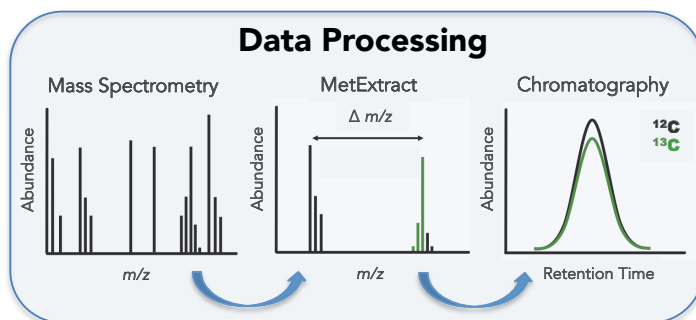 Data Processing
Mass Spectrometry
Abundance
m/z
MetExtract
Δ m/z
Abundance
m/z
Chromatography
¹²C
¹³C
Abundance
Retention Time